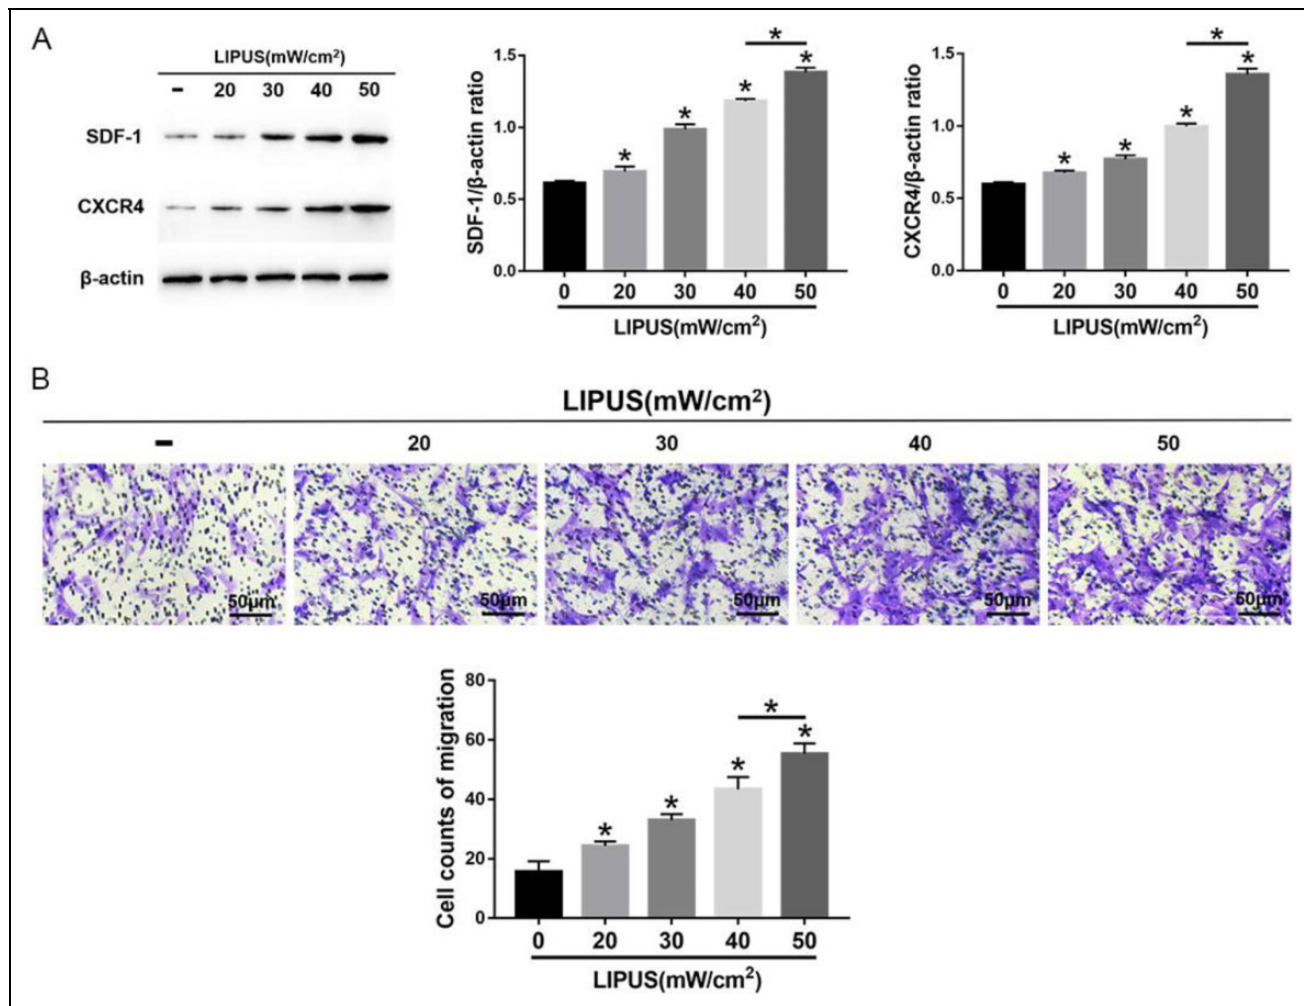 A
LIPUS(mW/cm²)
– 20 30 40 50
SDF-1
CXCR4
β-actin
SDF-1/β-actin ratio
1.5
1.0
0.5
0.0
*
* * * *
0 20 30 40 50
LIPUS(mW/cm²)
CXCR4/β-actin ratio
1.5
1.0
0.5
0.0
*
* * * *
0 20 30 40 50
LIPUS(mW/cm²)
B
LIPUS(mW/cm²)
– 20 30 40 50
50μm 50μm 50μm 50μm 50μm
Cell counts of migration
80
60
40
20
0
*
* * * *
0 20 30 40 50
LIPUS(mW/cm²)